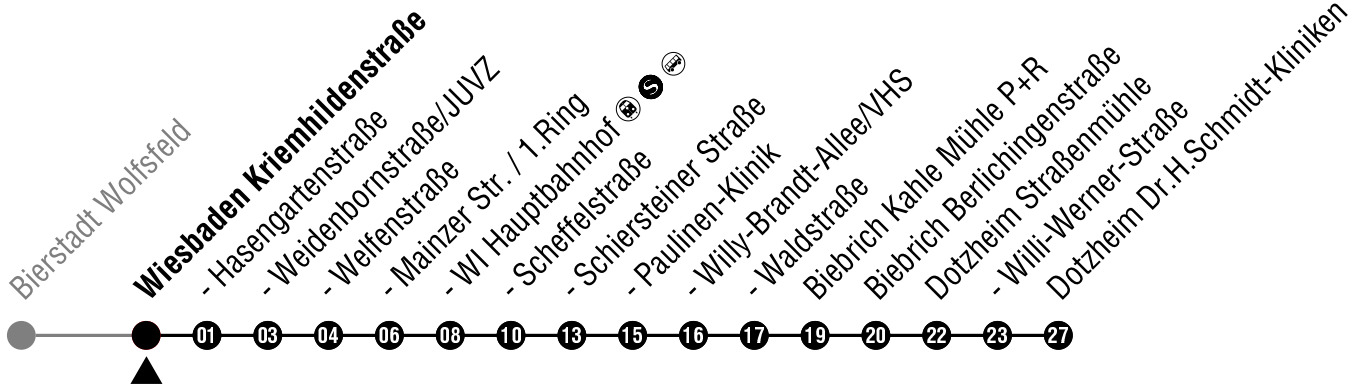 Bierstadt Wolfsfeld
Wiesbaden Kriemhildenstraße
- Hasengartenstraße
- Weidenbornstraße/JUVZ
- Welfenstraße
- Mainzer Str. / 1.Ring
- WI Hauptbahnhof S
- Scheffelstraße
- Schiersteiner Straße
- Paulinen-Klinik
- Willy-Brandt-Allee/VHS
- Waldstraße
Biebrich Kahle Mühle P+R
Biebrich Berlichingenstraße
Dotzheim Straßenmühle
- Willi-Werner-Straße
Dotzheim Dr.H.Schmidt-Kliniken
01 03 04 06 08 10 13 15 16 17 19 20 22 23 27